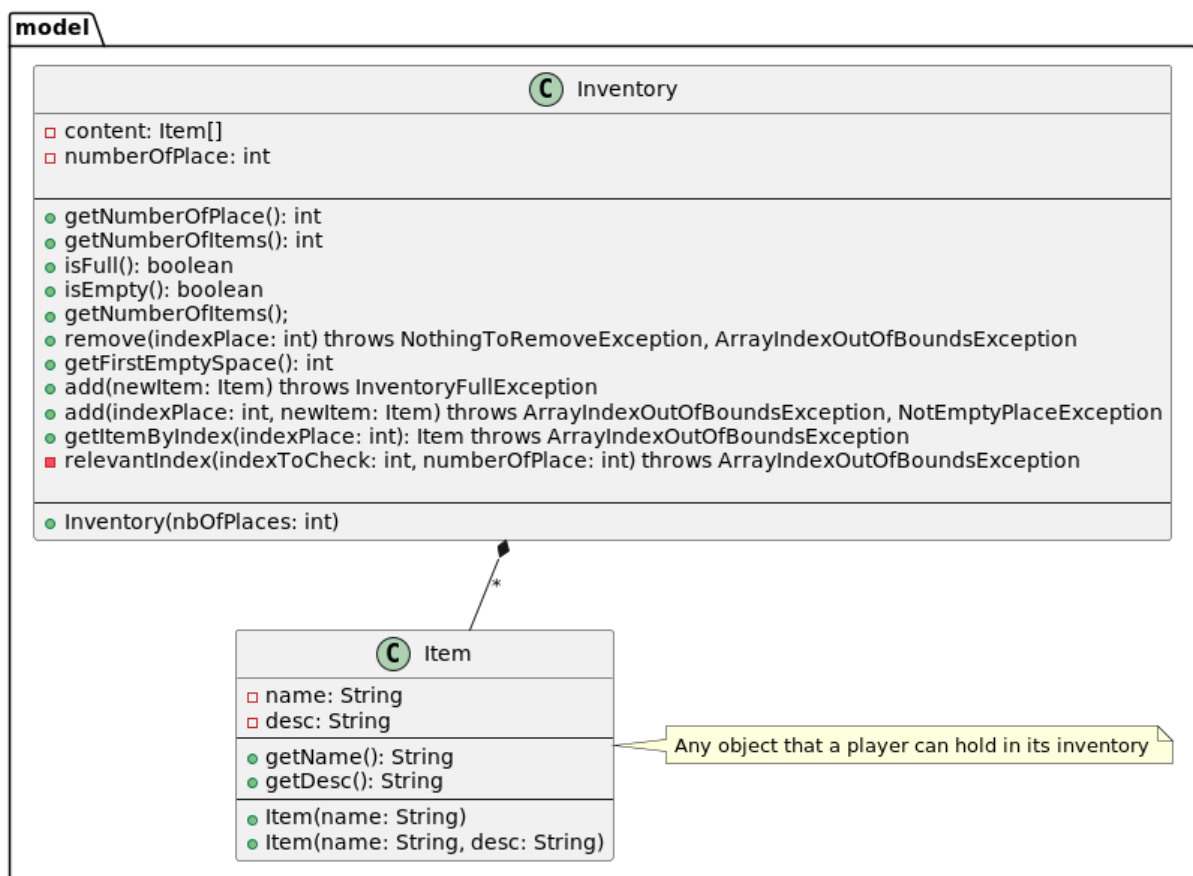 model
C Inventory
content: Item[]
numberOfPlace: int
getNumberOfPlace(): int
getNumberOfItems(): int
isFull(): boolean
isEmpty(): boolean
getNumberOfItems();
remove(indexPlace: int) throws NothingToRemoveException, ArrayIndexOutOfBoundsException
getFirstEmptySpace(): int
add(newItem: Item) throws InventoryFullException
add(indexPlace: int, newItem: Item) throws ArrayIndexOutOfBoundsException, NotEmptyPlaceException
getItemByIndex(indexPlace: int): Item throws ArrayIndexOutOfBoundsException
relevantIndex(indexToCheck: int, numberOfPlace: int) throws ArrayIndexOutOfBoundsException
Inventory(nbOfPlaces: int)
*
C Item
name: String
desc: String
getName(): String
getDesc(): String
Item(name: String)
Item(name: String, desc: String)
Any object that a player can hold in its inventory